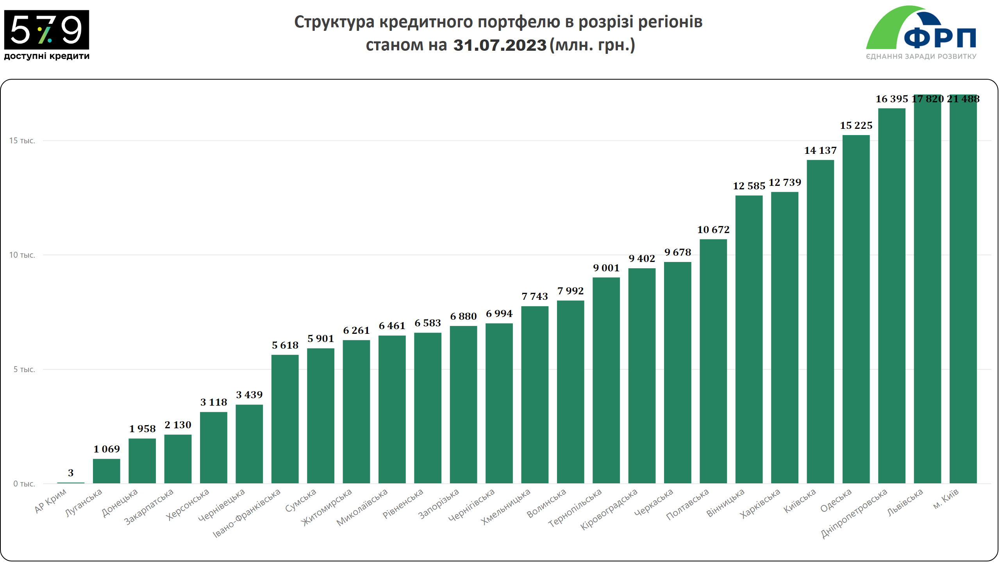 5%79
доступні кредити
Структура кредитного портфелю в розрізі регіонів
станом на 31.07.2023 (млн. грн.)
ФРП
ЄДНАННЯ ЗАРАДИ РОЗВИТКУ
15 тыс.
10 тыс.
5 тыс.
0 тыс.
3
1 069
1 958
2 130
3 118
3 439
5 618
5 901
6 261
6 461
6 583
6 880
6 994
7 743
7 992
9 001
9 402
9 678
10 672
12 585
12 739
14 137
15 225
16 395
17 820
21 488
АР Крим
Луганська
Донецька
Закарпатська
Херсонська
Чернівецька
Івано-Франківська
Сумська
Житомирська
Миколаївська
Рівненська
Запорізька
Чернігівська
Хмельницька
Волинська
Тернопільська
Кіровоградська
Черкаська
Полтавська
Вінницька
Харківська
Київська
Одеська
Дніпропетровська
Львівська
м. Київ